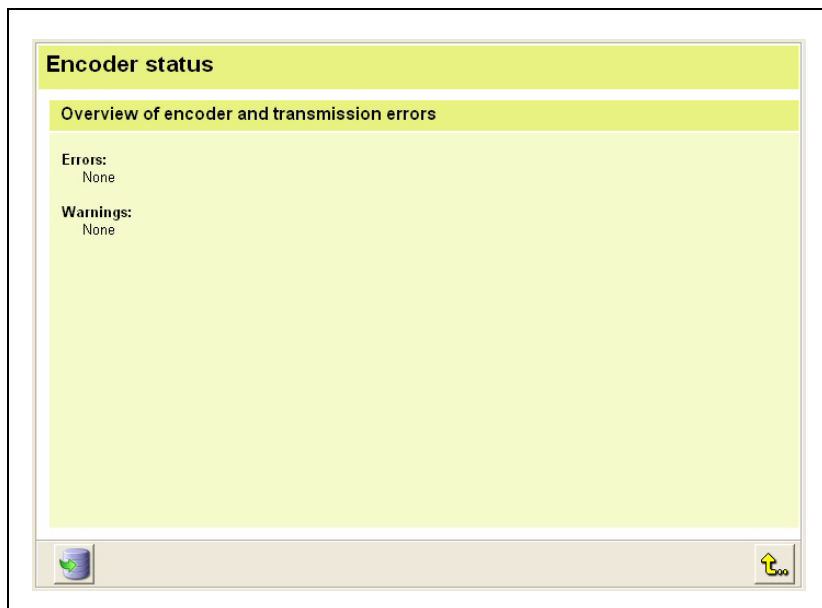 Encoder status
Overview of encoder and transmission errors
Errors:
None
Warnings:
None